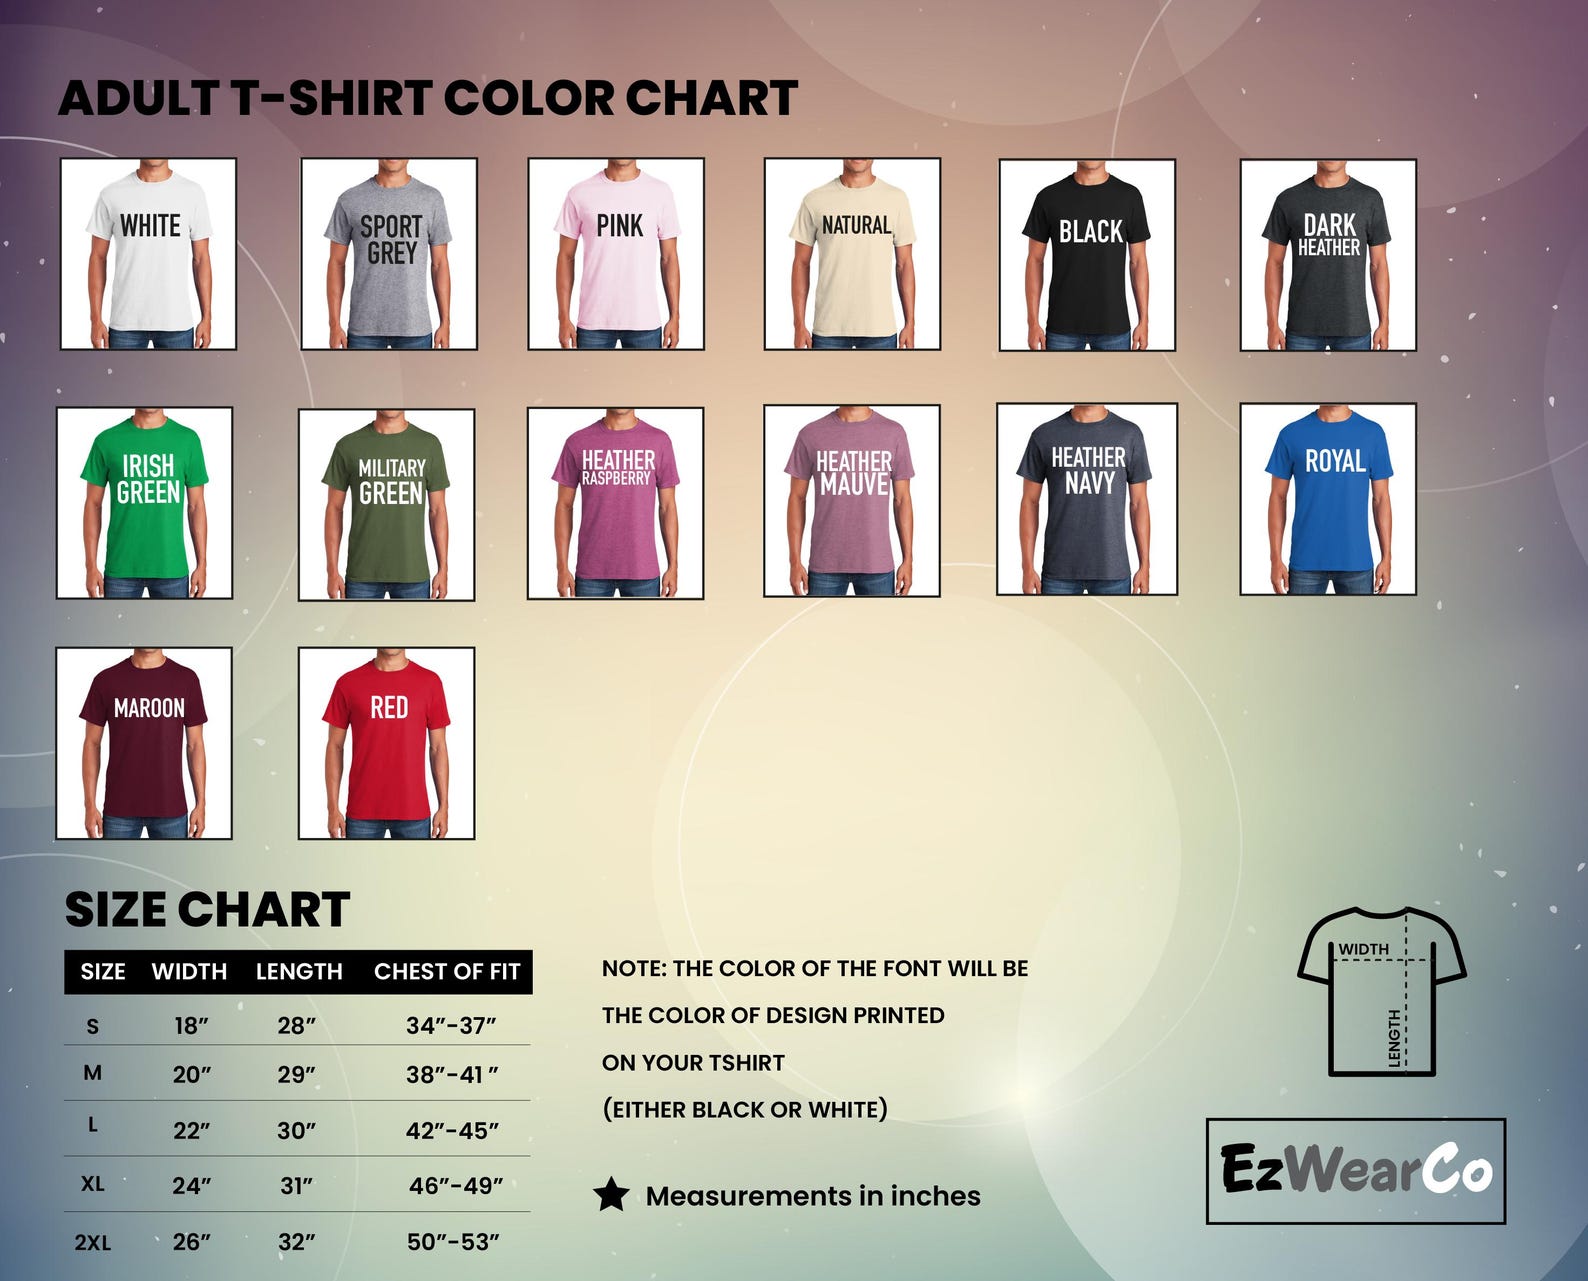 ADULT T-SHIRT COLOR CHART
WHITE
SPORT
GREY
PINK
NATURAL
BLACK
DARK
HEATHER
IRISH
GREEN
MILITARY
GREEN
HEATHER
RASPBERRY
HEATHER
MAUVE
HEATHER
NAVY
ROYAL
MAROON
RED
SIZE CHART
SIZE WIDTH LENGTH CHEST OF FIT
S 18” 28” 34”-37”
M 20” 29” 38”-41 ”
L 22” 30” 42”-45”
XL 24” 31” 46”-49”
2XL 26” 32” 50”-53”
NOTE: THE COLOR OF THE FONT WILL BE
THE COLOR OF DESIGN PRINTED
ON YOUR TSHIRT
(EITHER BLACK OR WHITE)
★ Measurements in inches
WIDTH
LENGTH
EzWearCo